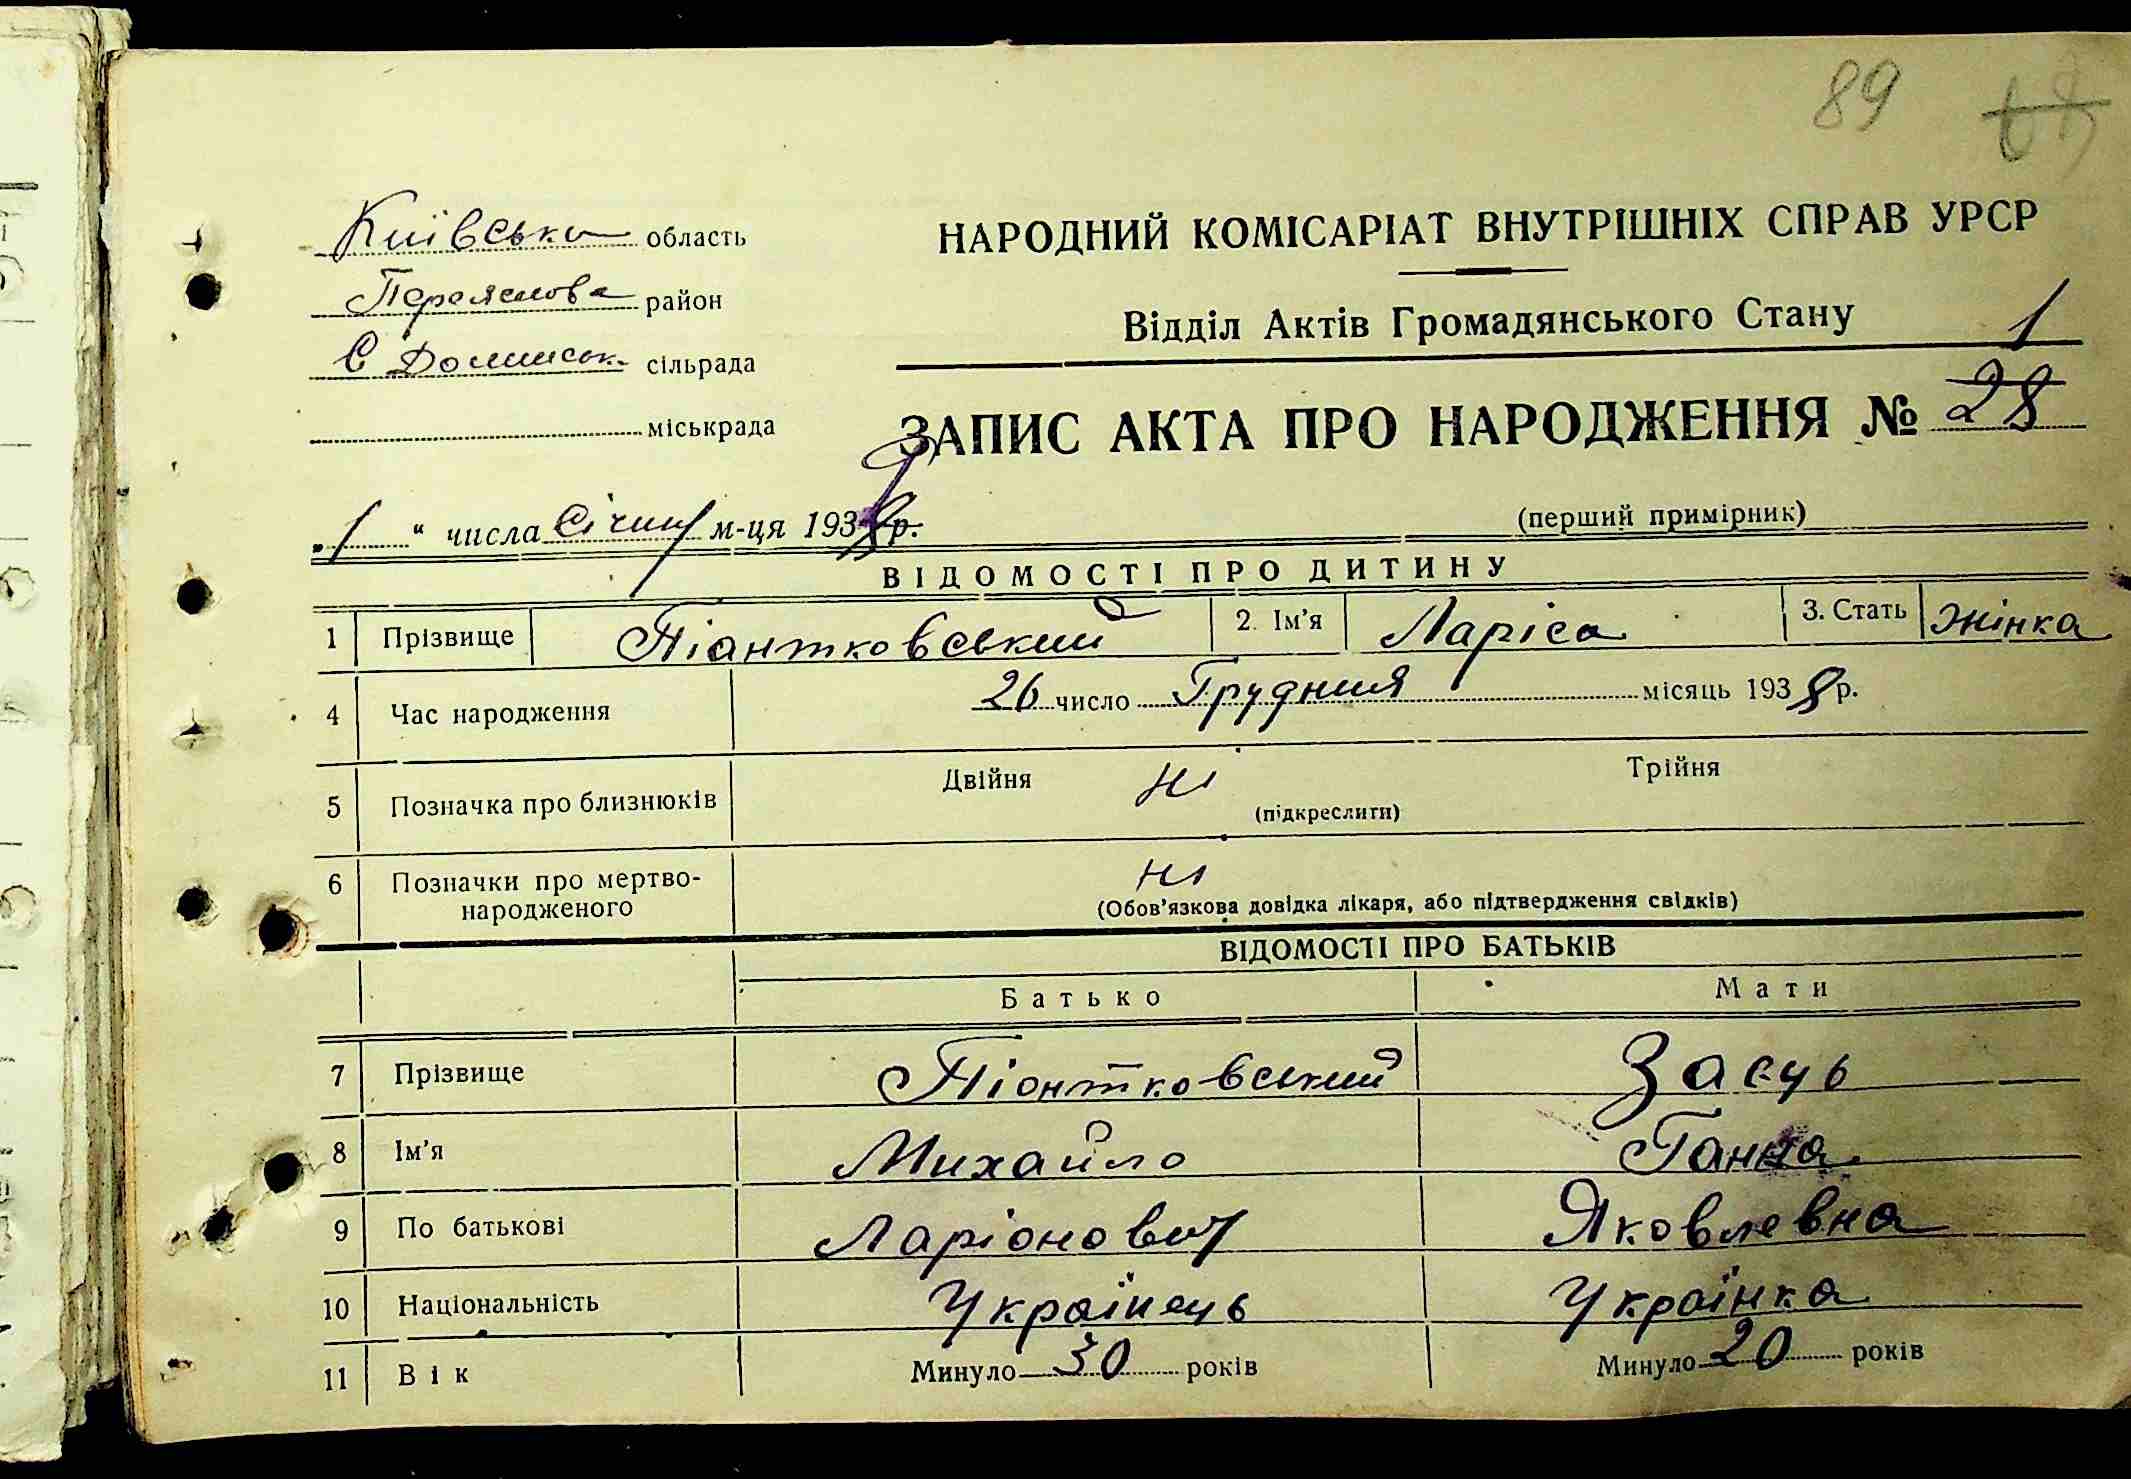 89
Київська область
НАРОДНИЙ КОМІСАРІАТ ВНУТРІШНІХ СПРАВ УРСР
район
Відділ Актів Громадянського Стану 1
сільрада
міськрада
ЗАПИС АКТА ПРО НАРОДЖЕННЯ № 28
„1“ числа Січня м-ця 1939 р.
(перший примірник)
ВІДОМОСТІ ПРО ДИТИНУ
1 Прізвище Піантковський 2. Ім'я Ларіса 3. Стать жінка
4 Час народження 26 число Грудния місяць 1938 р.
5 Позначка про близнюків Двійня ні (підкреслити) Трійня
6 Позначки про мертво-
народженого ні
(Обов'язкова довідка лікаря, або підтвердження свідків)
ВІДОМОСТІ ПРО БАТЬКІВ
Батько Мати
7 Прізвище Піонтковський Заєць
8 Ім'я Михайло Ганна
9 По батькові Ларіонович Яковлевна
10 Національність Українець Українка
11 Вік Минуло 30 років Минуло 20 років